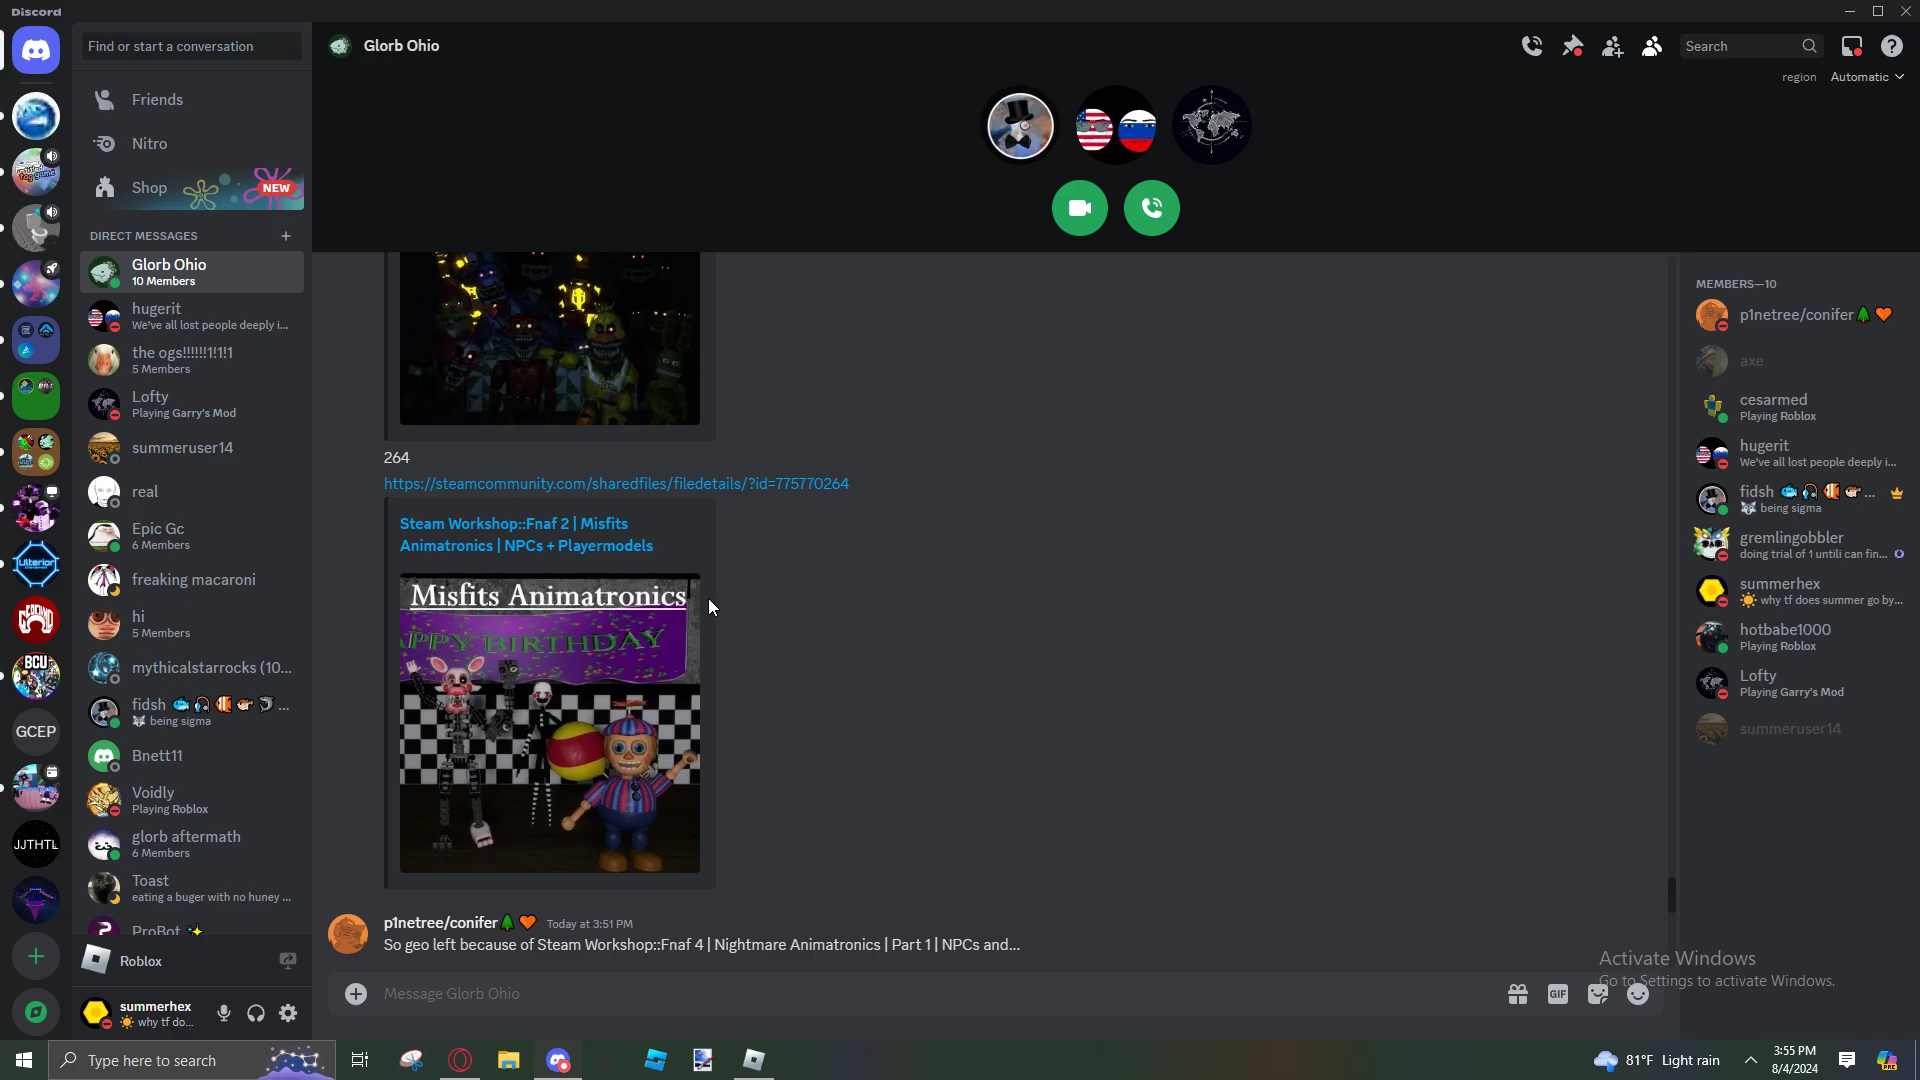 Discord
Find or start a conversation
Friends
Nitro
Shop
NEW
DIRECT MESSAGES
Glorb Ohio
10 Members
hugerit
We've all lost people deeply i...
the ogs!!!!!!1!1!1
5 Members
Lofty
Playing Garry's Mod
summeruser14
real
Epic Gc
6 Members
freaking macaroni
hi
5 Members
mythicalstarrocks (10...
fidsh 🐟🎧🐠🐡🦈...
being sigma
Bnett11
Voidly
Playing Roblox
glorb aftermath
6 Members
Toast
eating a buger with no huney ...
ProBot ✨
Roblox
summerhex
☀️ why tf do...
BCU
GCEP
JJTHTL
Ulterior
Glorb Ohio
Search
region Automatic
264
https://steamcommunity.com/sharedfiles/filedetails/?id=775770264
Steam Workshop::Fnaf 2 | Misfits
Animatronics | NPCs + Playermodels
Misfits Animatronics
APPY BIRTHDAY
p1netree/conifer🌲🧡 Today at 3:51 PM
So geo left because of Steam Workshop::Fnaf 4 | Nightmare Animatronics | Part 1 | NPCs and...
Message Glorb Ohio
GIF
MEMBERS—10
p1netree/conifer🌲🧡
axe
cesarmed
Playing Roblox
hugerit
We've all lost people deeply i...
fidsh 🐟🎧🐠🐡...
being sigma
gremlingobbler
doing trial of 1 untili can fin...
summerhex
☀️ why tf does summer go by...
hotbabe1000
Playing Roblox
Lofty
Playing Garry's Mod
summeruser14
Activate Windows
Go to Settings to activate Windows.
Type here to search
81°F Light rain
3:55 PM
8/4/2024
PRE